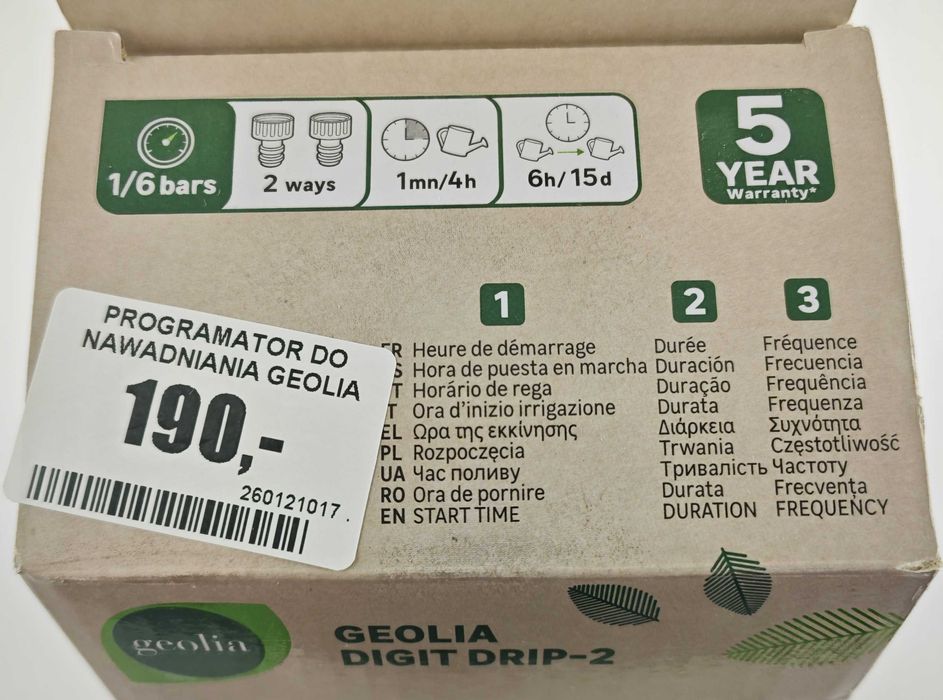 1/6 bars
2 ways
1mn/4h
6h/15d
5
YEAR
Warranty*
PROGRAMATOR DO
NAWADNIANIA GEOLIA
190,-
260121017
1
2
3
FR Heure de démarrage Durée Fréquence
S Hora de puesta en marcha Duración Frecuencia
T Horário de rega Duração Frequência
T Ora d'inizio irrigazione Durata Frequenza
EL Ωρα της εκκίνησης Διάρκεια Συχνότητα
PL Rozpoczęcia Trwania Częstotliwość
UA Час поливу Тривалість Частоту
RO Ora de pornire Durata Frecvența
EN START TIME DURATION FREQUENCY
geolia
GEOLIA
DIGIT DRIP-2